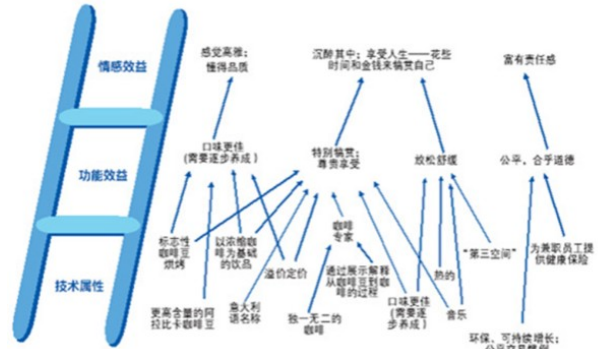 情感效益
功能效益
技术属性
感觉高雅；
懂得品质
沉醉其中；享受人生——花些
时间和金钱来犒赏自己
富有责任感
口味更佳
(需要逐步养成)
特别犒赏；
尊贵享受
放松舒缓
公平、合乎道德
标志性
咖啡豆
烘烤
以浓缩咖
啡为基础
的饮品
溢价定价
咖啡
专家
通过展示解释
从咖啡豆到咖
啡的过程
热的
“第三空间”
为兼职员工提
供健康保险
更高含量的阿
拉比卡咖啡豆
意大利
语名称
独一无二的
咖啡
口味更佳
(需要逐
步养成)
音乐
环保、可持续增长；